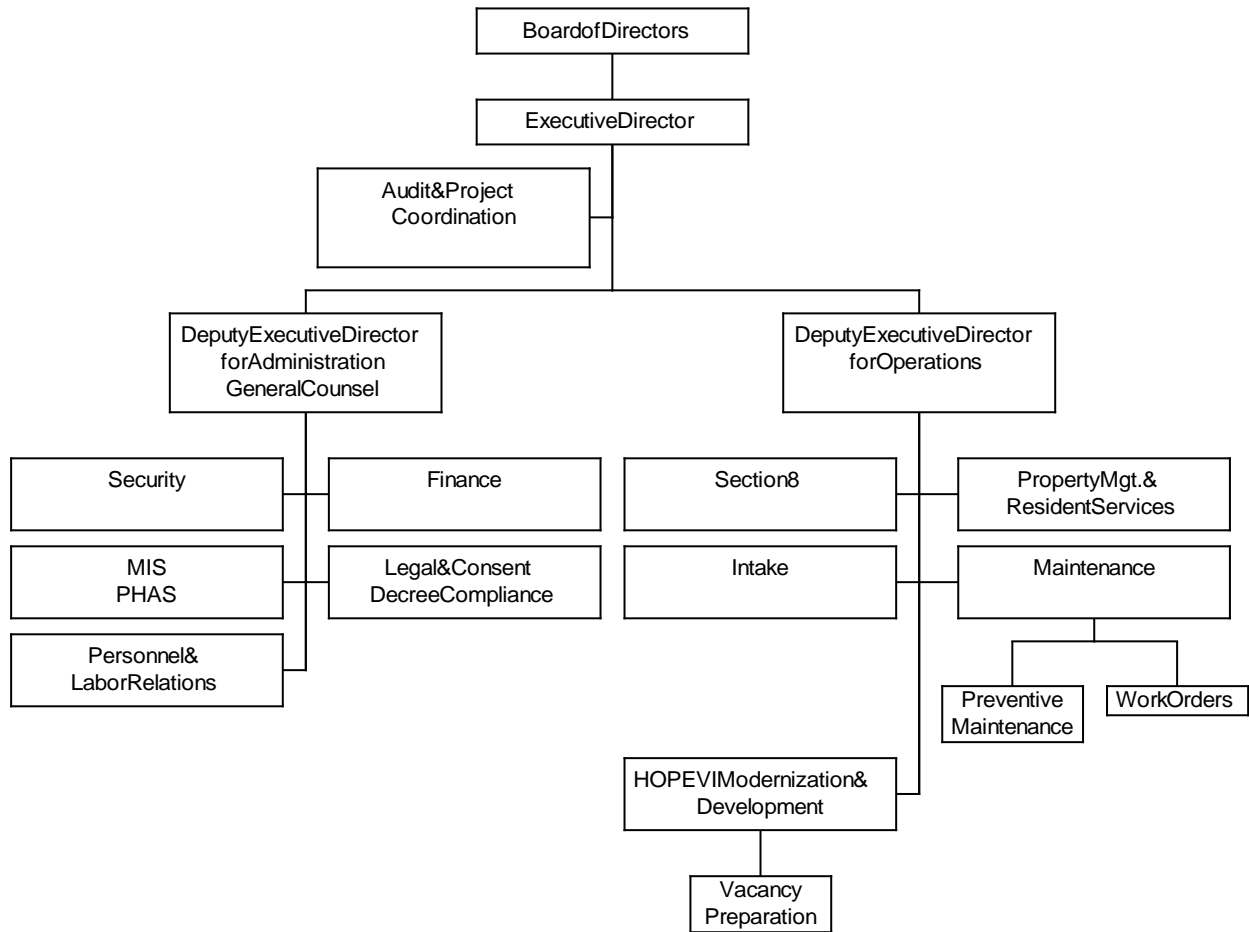 BoardofDirectors
ExecutiveDirector
Audit&Project
Coordination
DeputyExecutiveDirector
forAdministration
GeneralCounsel
DeputyExecutiveDirector
forOperations
Security
Finance
Section8
PropertyMgt.&
ResidentServices
MIS
PHAS
Legal&Consent
DecreeCompliance
Intake
Maintenance
Personnel&
LaborRelations
Preventive
Maintenance
WorkOrders
HOPEVIModernization&
Development
Vacancy
Preparation